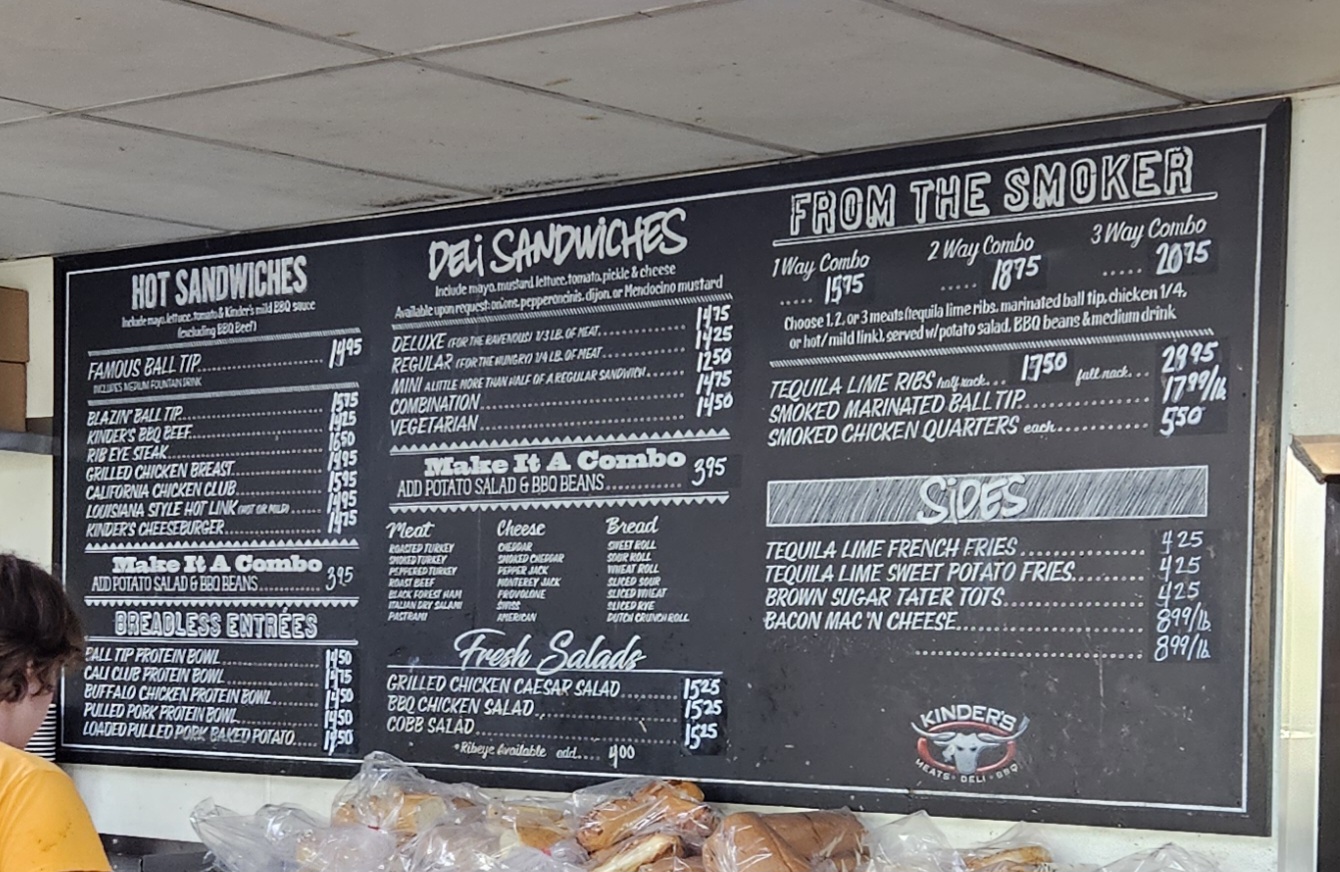 HOT SANDWICHES
Include mayo, lettuce, tomato & Kinder's mild BBQ sauce
(excluding BBQ Beef)
FAMOUS BALL TIP 1495
INCLUDES MEDIUM FOUNTAIN DRINK
BLAZIN' BALL TIP 1575
KINDER'S BBQ BEEF 1425
RIB EYE STEAK 1650
GRILLED CHICKEN BREAST 1495
CALIFORNIA CHICKEN CLUB 1595
LOUISIANA STYLE HOT LINK (HOT OR MILD) 1495
KINDER'S CHEESEBURGER 1475
Make It A Combo
ADD POTATO SALAD & BBQ BEANS 395
BREADLESS ENTRÉES
BALL TIP PROTEIN BOWL 1450
CALI CLUB PROTEIN BOWL 1475
BUFFALO CHICKEN PROTEIN BOWL 1450
PULLED PORK PROTEIN BOWL 1450
LOADED PULLED PORK BAKED POTATO 1450
DELI SANDWICHES
Include mayo, mustard, lettuce, tomato, pickle & cheese
Available upon request: onions, pepperoncinis, dijon, or Mendocino mustard
DELUXE (FOR THE RAVENOUS) 1/3 LB. OF MEAT 1475
REGULAR (FOR THE HUNGRY) 1/4 LB. OF MEAT 1425
MINI A LITTLE MORE THAN HALF OF A REGULAR SANDWICH 1250
COMBINATION 1475
VEGETARIAN 1450
Make It A Combo
ADD POTATO SALAD & BBQ BEANS 395
Meat
ROASTED TURKEY
SMOKED TURKEY
PEPPERED TURKEY
ROAST BEEF
BLACK FOREST HAM
ITALIAN DRY SALAMI
PASTRAMI
Cheese
CHEDDAR
SMOKED CHEDDAR
PEPPER JACK
MONTEREY JACK
PROVOLONE
SWISS
AMERICAN
Bread
SWEET ROLL
SOUR ROLL
WHEAT ROLL
SLICED SOUR
SLICED WHEAT
SLICED RYE
DUTCH CRUNCH ROLL
Fresh Salads
GRILLED CHICKEN CAESAR SALAD 1525
BBQ CHICKEN SALAD 1525
COBB SALAD 1525
*Ribeye Available add.... 400
FROM THE SMOKER
1 Way Combo ..... 1575
2 Way Combo ..... 1875
3 Way Combo ..... 2075
Choose 1, 2, or 3 meats (tequila lime ribs, marinated ball tip, chicken 1/4,
or hot/mild link), served w/potato salad, BBQ beans & medium drink
TEQUILA LIME RIBS half rack... 1750 full rack... 2895
SMOKED MARINATED BALL TIP 1799/lb
SMOKED CHICKEN QUARTERS each 550
SIDES
TEQUILA LIME FRENCH FRIES 425
TEQUILA LIME SWEET POTATO FRIES 425
BROWN SUGAR TATER TOTS 425
BACON MAC 'N CHEESE 899/lb
899/lb
KINDER'S
MEATS • DELI • BBQ